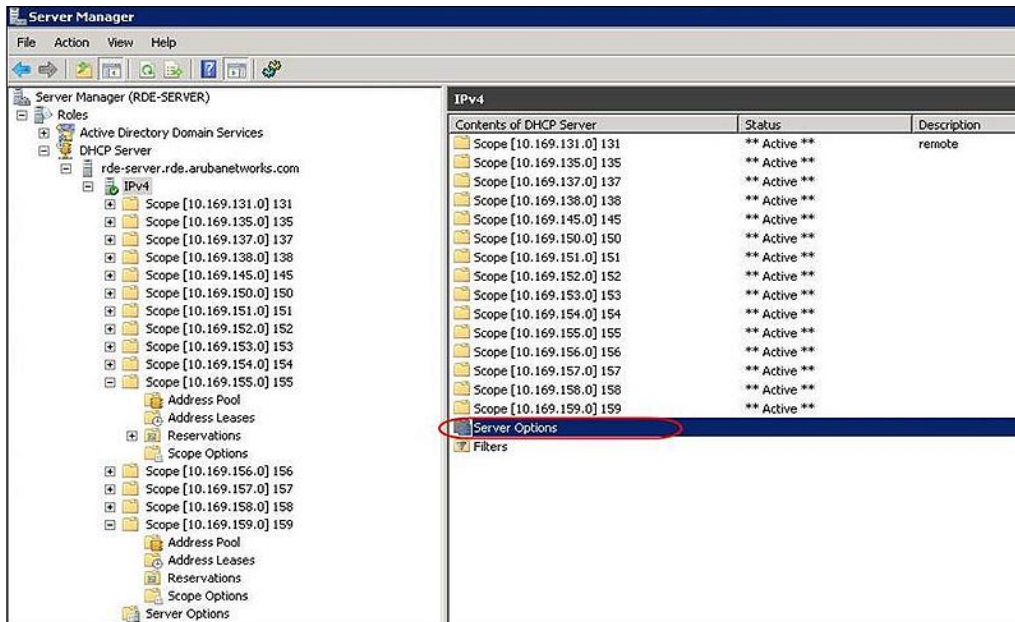 Server Manager
File Action View Help
Server Manager (RDE-SERVER)
Roles
Active Directory Domain Services
DHCP Server
rde-server.rde.arubanetworks.com
IPv4
Scope [10.169.131.0] 131
Scope [10.169.135.0] 135
Scope [10.169.137.0] 137
Scope [10.169.138.0] 138
Scope [10.169.145.0] 145
Scope [10.169.150.0] 150
Scope [10.169.151.0] 151
Scope [10.169.152.0] 152
Scope [10.169.153.0] 153
Scope [10.169.154.0] 154
Scope [10.169.155.0] 155
Address Pool
Address Leases
Reservations
Scope Options
Scope [10.169.156.0] 156
Scope [10.169.157.0] 157
Scope [10.169.158.0] 158
Scope [10.169.159.0] 159
Address Pool
Address Leases
Reservations
Scope Options
Server Options
IPv4
Contents of DHCP Server Status Description
Scope [10.169.131.0] 131 ** Active ** remote
Scope [10.169.135.0] 135 ** Active **
Scope [10.169.137.0] 137 ** Active **
Scope [10.169.138.0] 138 ** Active **
Scope [10.169.145.0] 145 ** Active **
Scope [10.169.150.0] 150 ** Active **
Scope [10.169.151.0] 151 ** Active **
Scope [10.169.152.0] 152 ** Active **
Scope [10.169.153.0] 153 ** Active **
Scope [10.169.154.0] 154 ** Active **
Scope [10.169.155.0] 155 ** Active **
Scope [10.169.156.0] 156 ** Active **
Scope [10.169.157.0] 157 ** Active **
Scope [10.169.158.0] 158 ** Active **
Scope [10.169.159.0] 159 ** Active **
Server Options
Filters